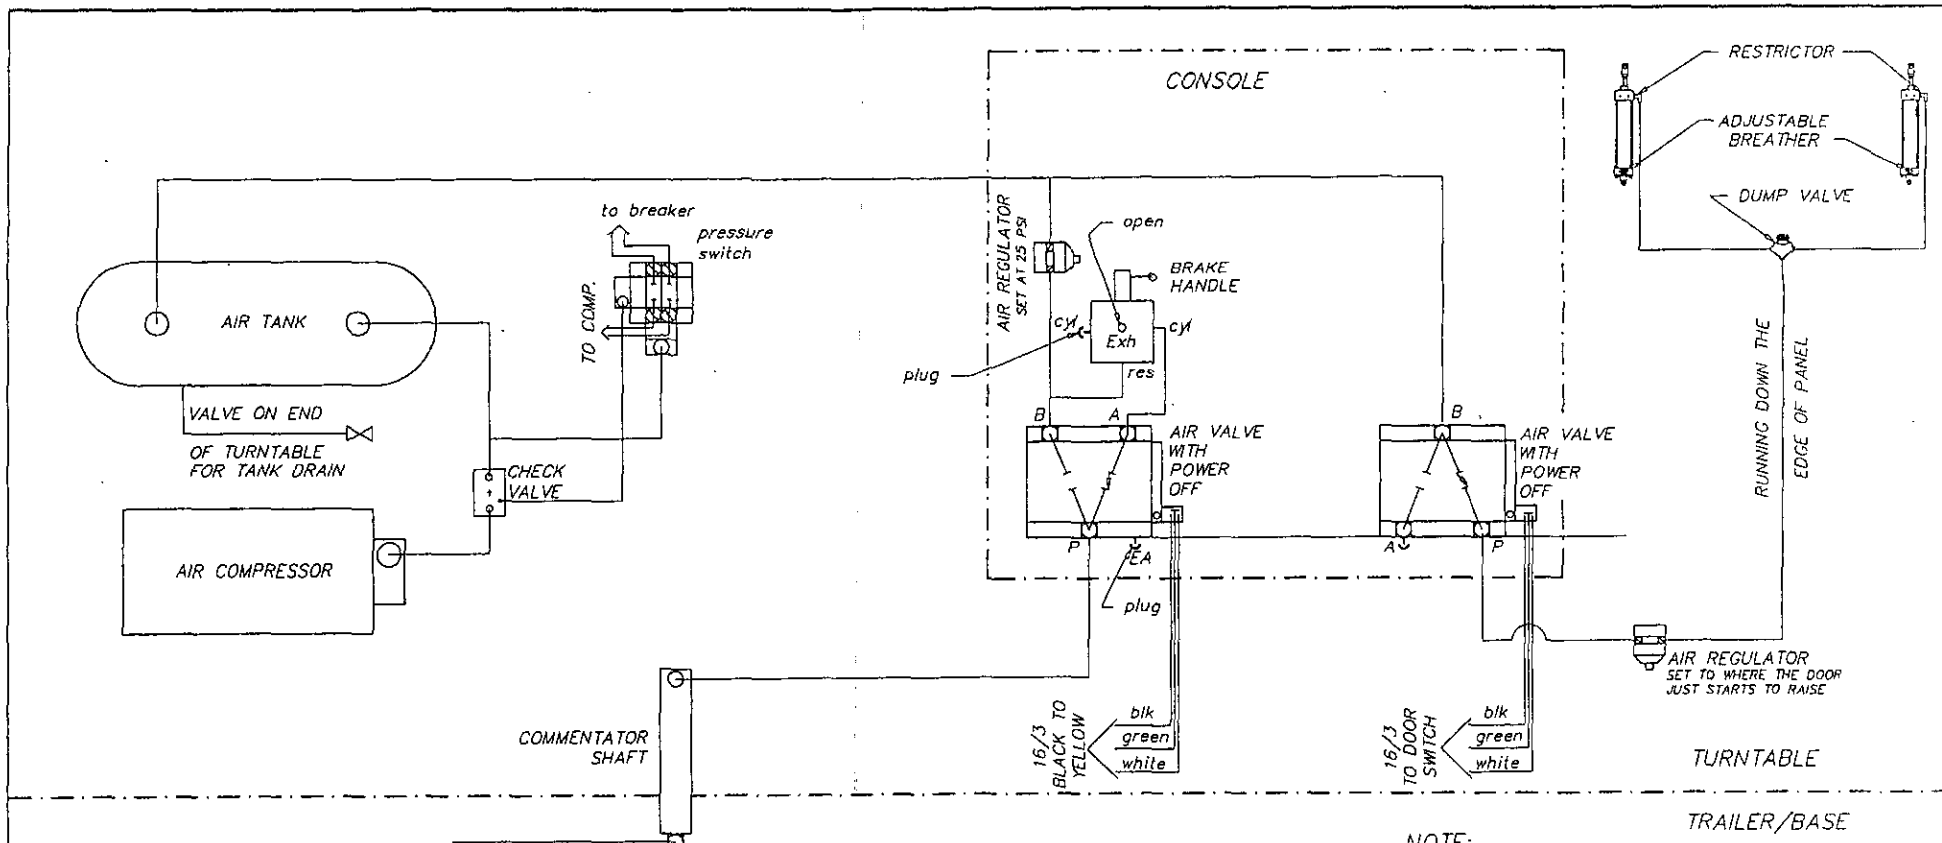 CONSOLE
RESTRICTOR
ADJUSTABLE
BREATHER
DUMP VALVE
to breaker
pressure
switch
TO COMP.
AIR TANK
VALVE ON END
OF TURNTABLE
FOR TANK DRAIN
CHECK
VALVE
AIR COMPRESSOR
AIR REGULATOR
SET AT 25 PSI
open
BRAKE
HANDLE
cyl
Exh
cyl
res
plug
B
A
AIR VALVE
WITH
POWER
OFF
P
EA
plug
B
AIR VALVE
WITH
POWER
OFF
A
P
RUNNING DOWN THE
EDGE OF PANEL
AIR REGULATOR
SET TO WHERE THE DOOR
JUST STARTS TO RAISE
COMMENTATOR
SHAFT
16/3
BLACK TO
YELLOW
blk
green
white
16/3
TO DOOR
SWITCH
blk
green
white
TURNTABLE
TRAILER/BASE
NOTE: